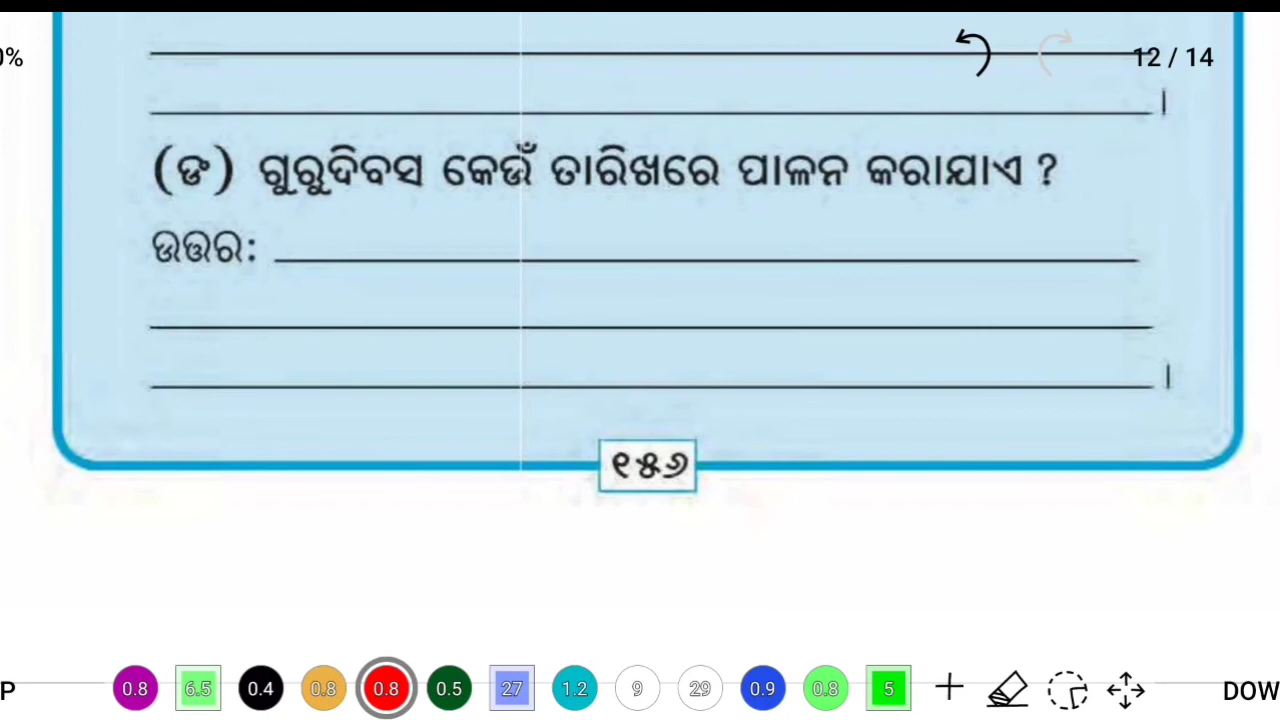 0%
12 / 14
।
(ଙ) ଗୁରୁଦିବସ କେଉଁ ତାରିଖରେ ପାଳନ କରାଯାଏ ?
ଉତ୍ତର:
।
୧୫୬
P 0.8 6.5 0.4 0.8 0.8 0.5 27 1.2 9 29 0.9 0.8 5 DOW